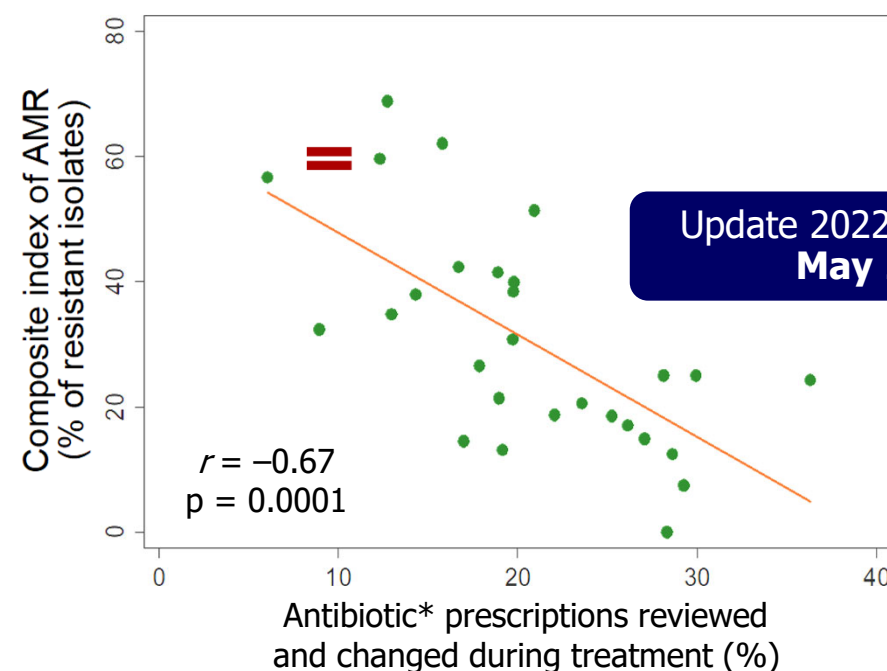 80
60
40
20
0
Composite index of AMR
(% of resistant isolates)
Update 2022
May
r = –0.67
p = 0.0001
0 10 20 30 40
Antibiotic* prescriptions reviewed
and changed during treatment (%)